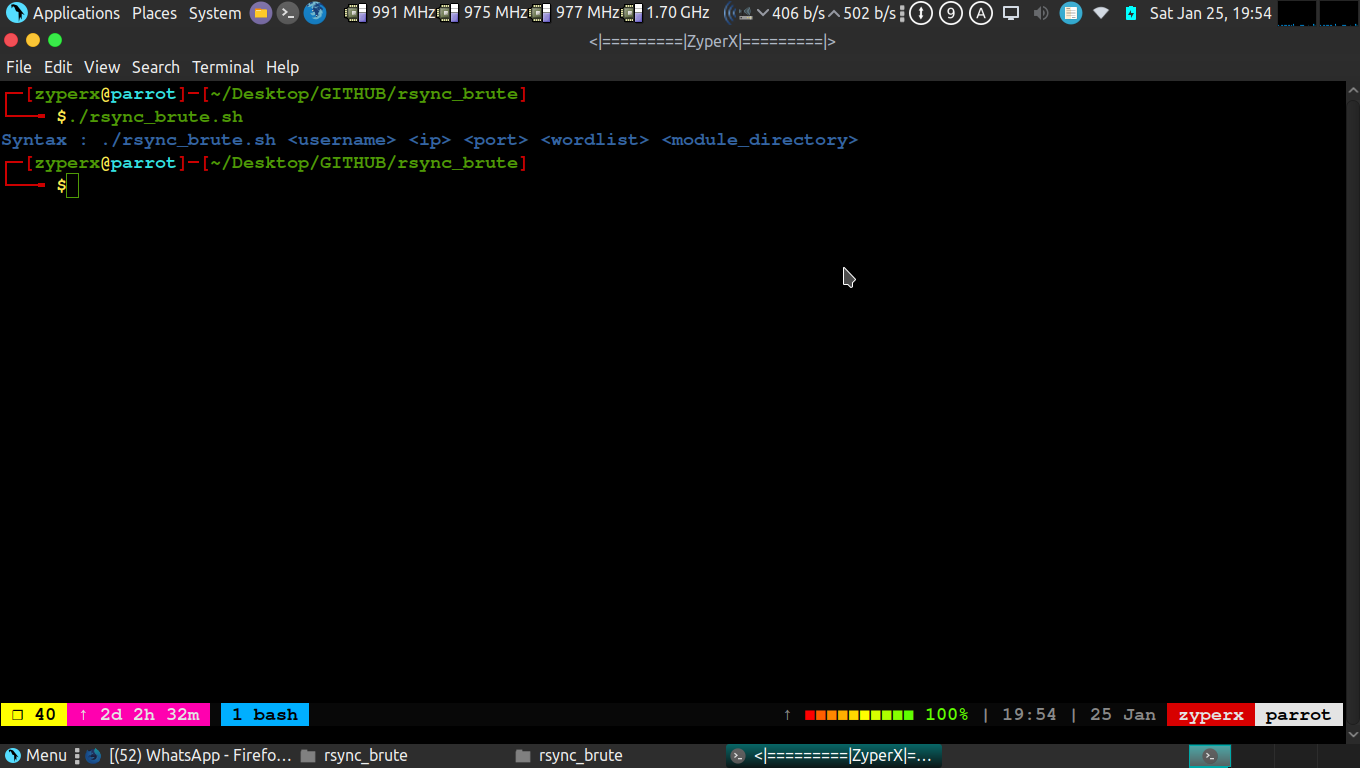 Applications Places System 991 MHz 975 MHz 977 MHz 1.70 GHz 406 b/s 502 b/s 9 A Sat Jan 25, 19:54
<|=========|ZyperX|=========|>
File Edit View Search Terminal Help
┌─[zyperx@parrot]─[~/Desktop/GITHUB/rsync_brute]
└──╼ $./rsync_brute.sh
Syntax : ./rsync_brute.sh <username> <ip> <port> <wordlist> <module_directory>
┌─[zyperx@parrot]─[~/Desktop/GITHUB/rsync_brute]
└──╼ $
❐ 40 ↑ 2d 2h 32m 1 bash ↑ 100% | 19:54 | 25 Jan zyperx parrot
Menu [(52) WhatsApp - Firefo... rsync_brute rsync_brute <|=========|ZyperX|=...